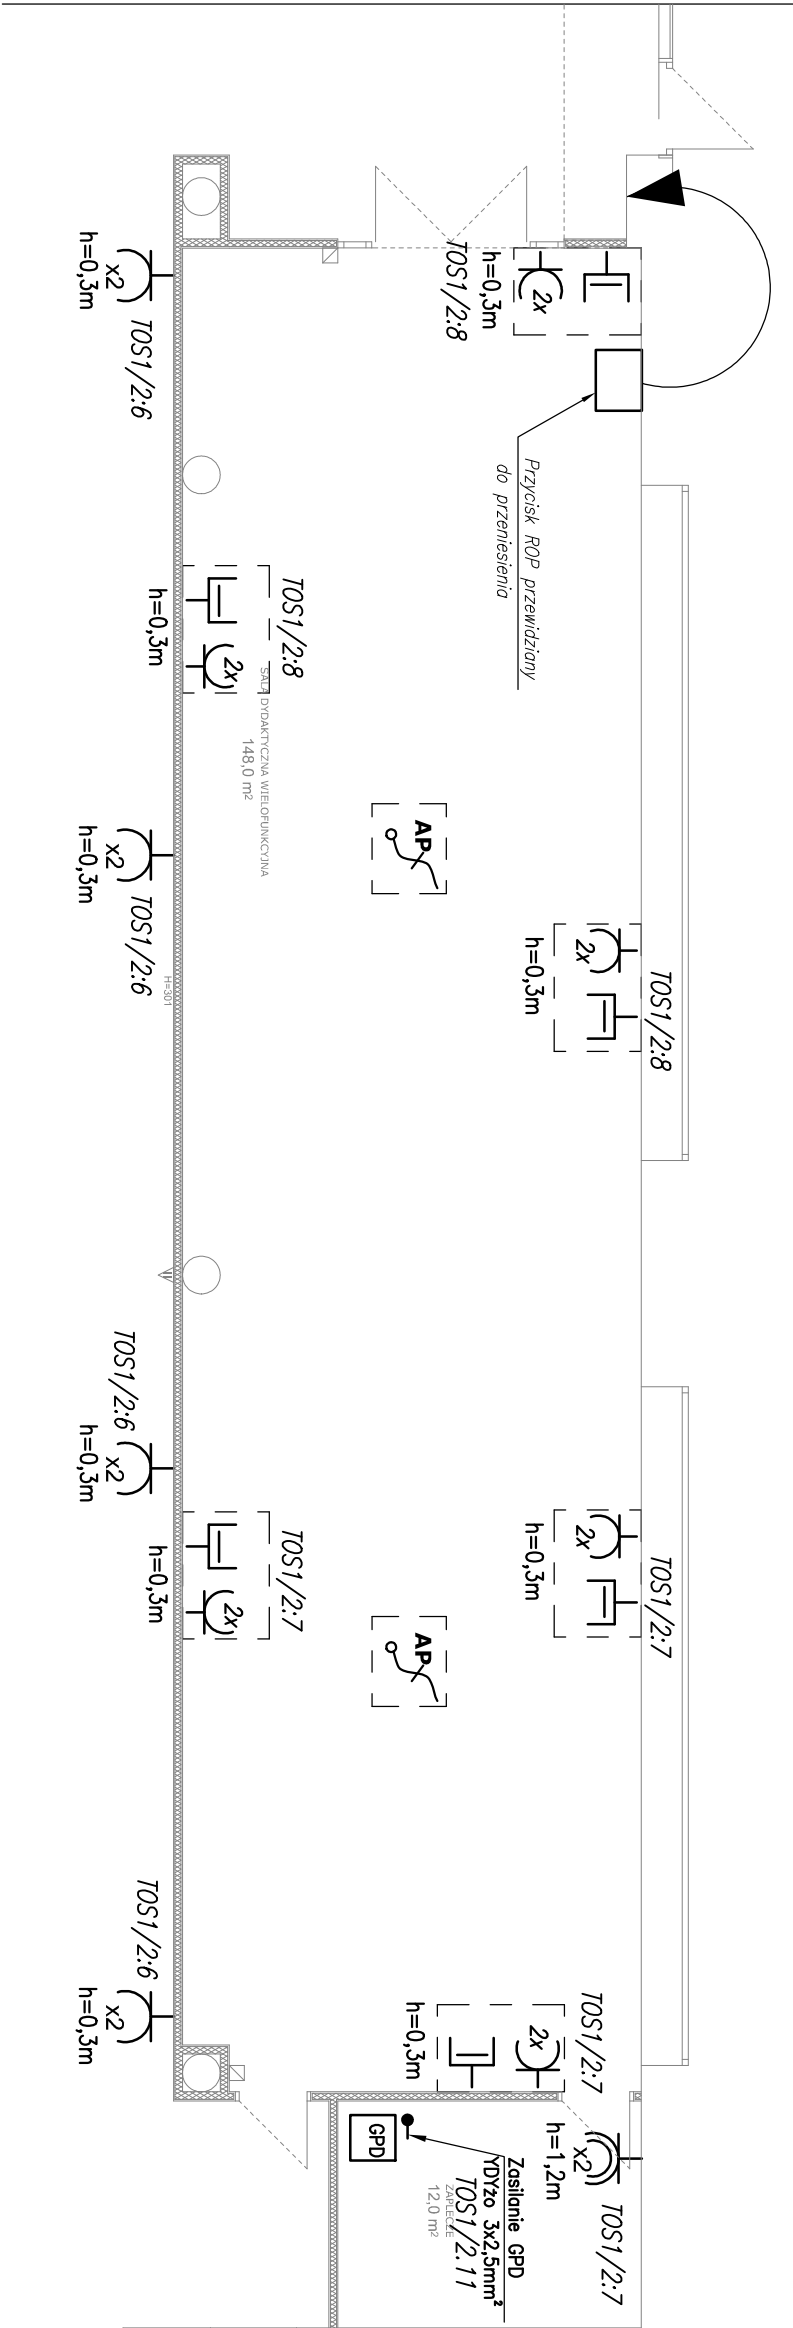 h=0,3m
x2
TOS1/2:6
TOS1/2:8
h=0,3m
2x
Przycisk ROP przewidziany
do przeniesienia
TOS1/2:8
2x
h=0,3m
SALA DYDAKTYCZNA WIELOFUNKCYJNA
148,0 m²
AP
h=0,3m
x2
TOS1/2:6
H=301
TOS1/2:8
2x
h=0,3m
TOS1/2:6
x2
h=0,3m
TOS1/2:7
2x
h=0,3m
TOS1/2:7
2x
h=0,3m
AP
TOS1/2:6
x2
h=0,3m
TOS1/2:7
2x
h=0,3m
x2
h=1,2m
TOS1/2:7
GPD
Zasilanie GPD
YDYżo 3x2,5mm²
TOS1/2.11
ZAPLECZE
12,0 m²